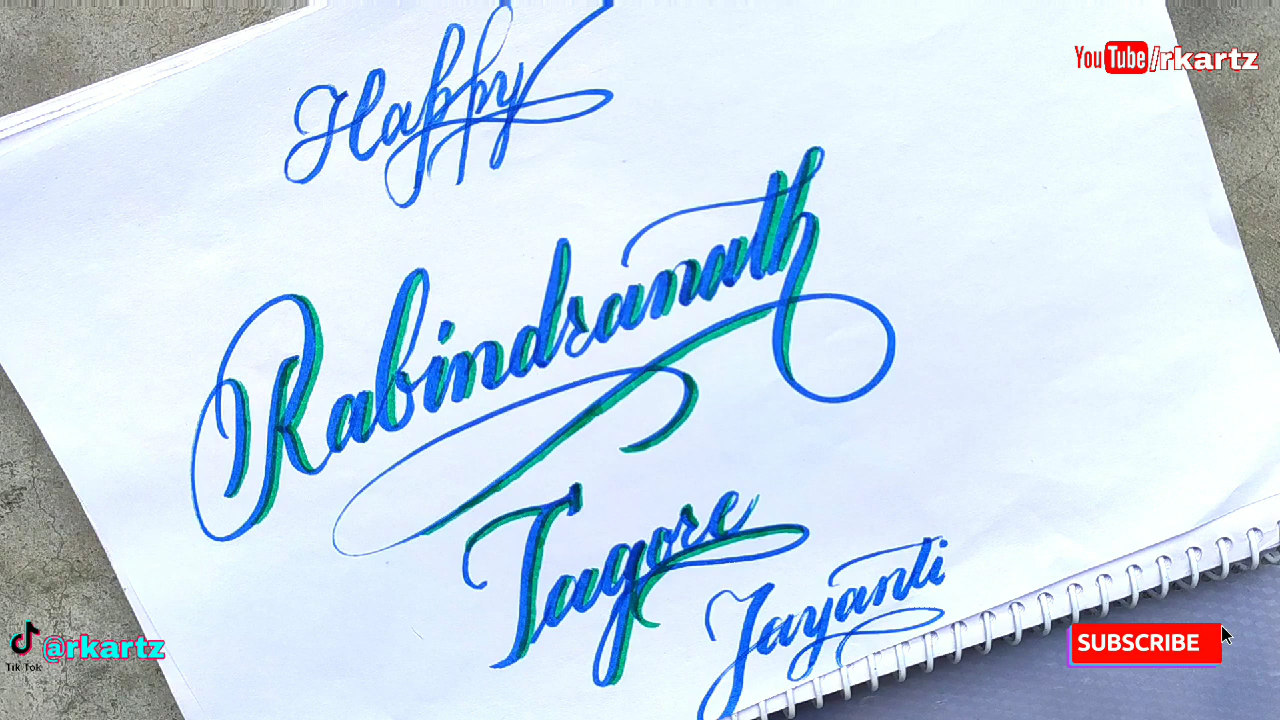 Happy
YouTube/rkartz
Rabindranath
Tagore
Jayanti
@rkartz
Tik Tok
SUBSCRIBE